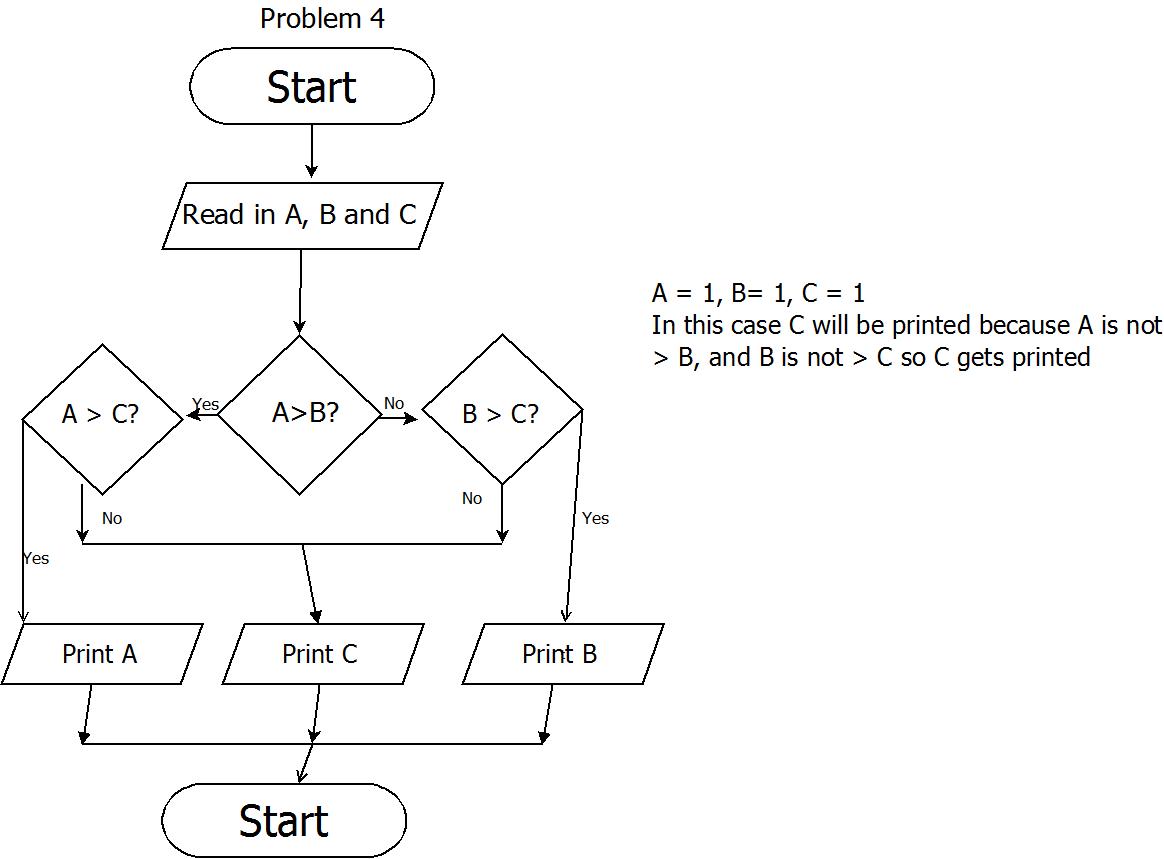 Problem 4
Start
Read in A, B and C
A = 1, B= 1, C = 1
In this case C will be printed because A is not
> B, and B is not > C so C gets printed
A > C?
Yes
A>B?
No
B > C?
No
No
Yes
Yes
Print A
Print C
Print B
Start